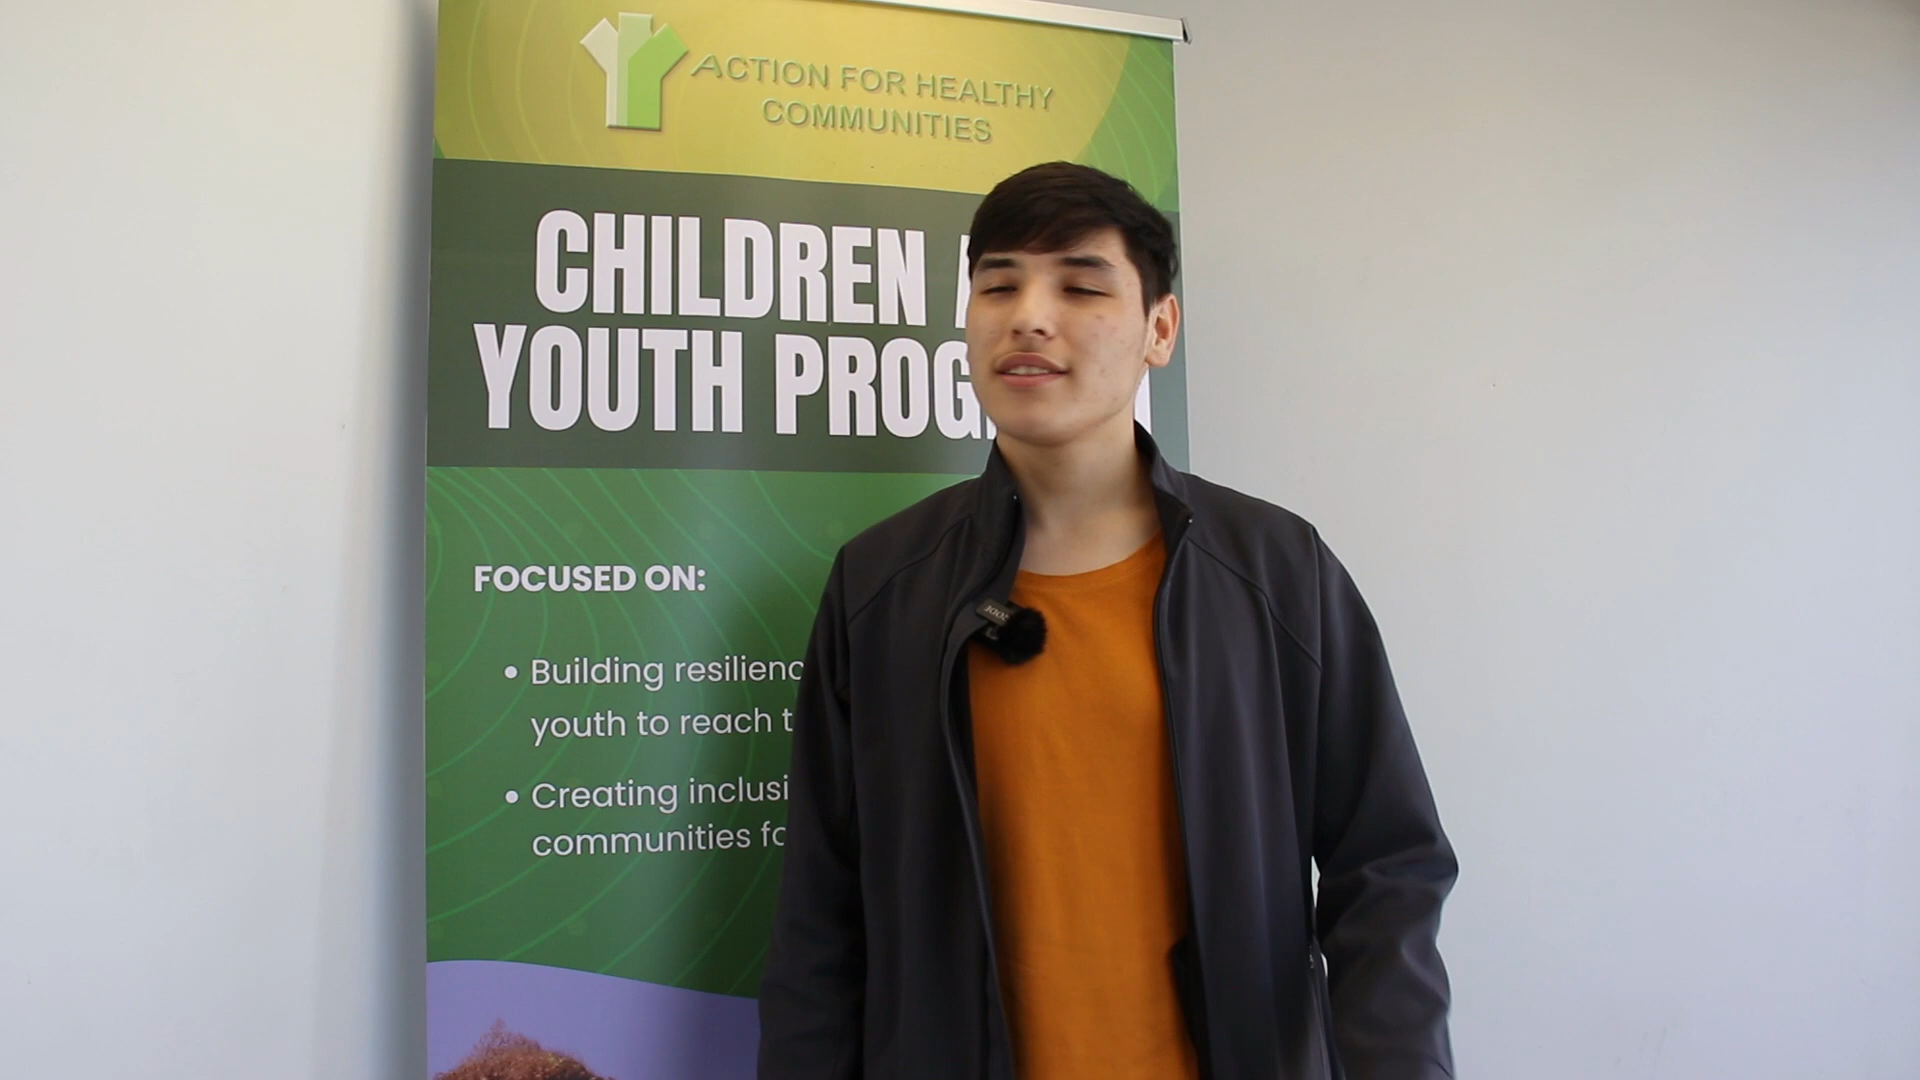 ACTION FOR HEALTHY
COMMUNITIES
CHILDREN
YOUTH PROG
FOCUSED ON:
• Building resilienc
youth to reach t
• Creating inclusi
communities fo